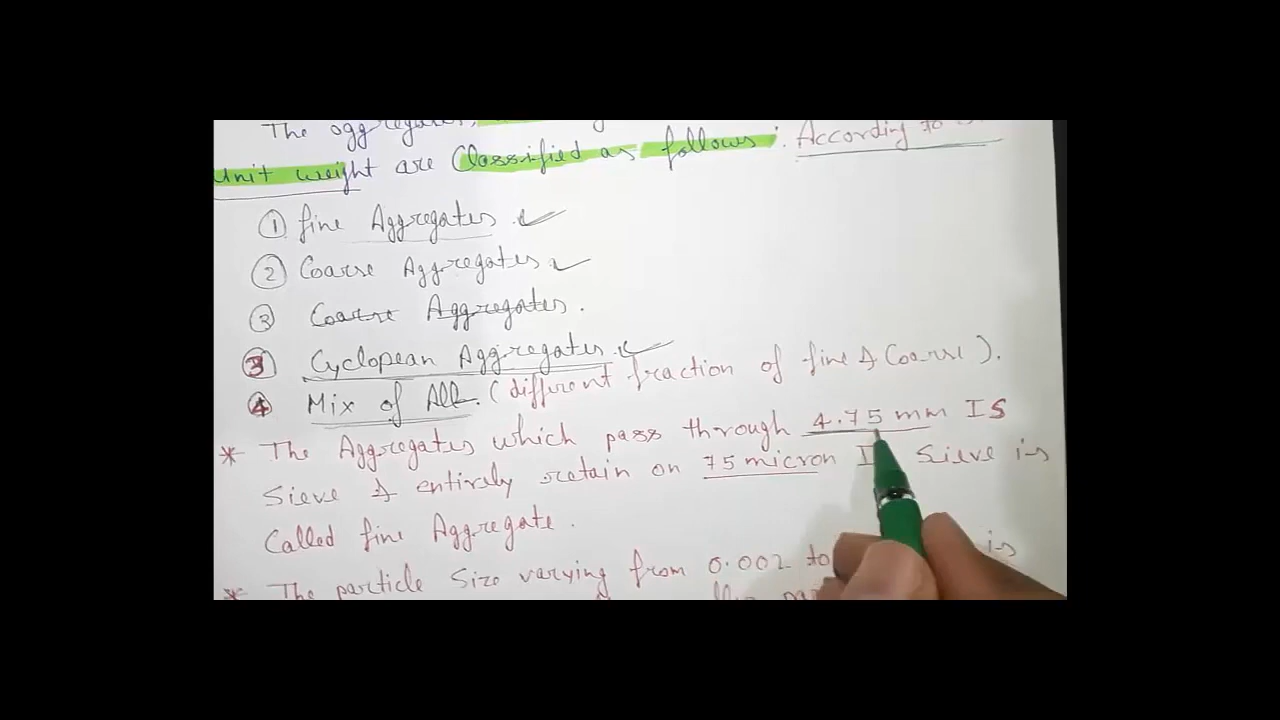 The aggregates,
Unit weight are Classified as follows : According to
① fine Aggregates.
② Coarse Aggregates
③ Coarse Aggregates.
③ Cyclopean Aggregates.
④ Mix of All. (different fraction of fine & Coarse).
* The Aggregates which pass through 4.75 mm IS
Sieve & entirely retain on 75 micron Sieve is
Called fine Aggregate.
* The particle Size varying from 0.002 to is